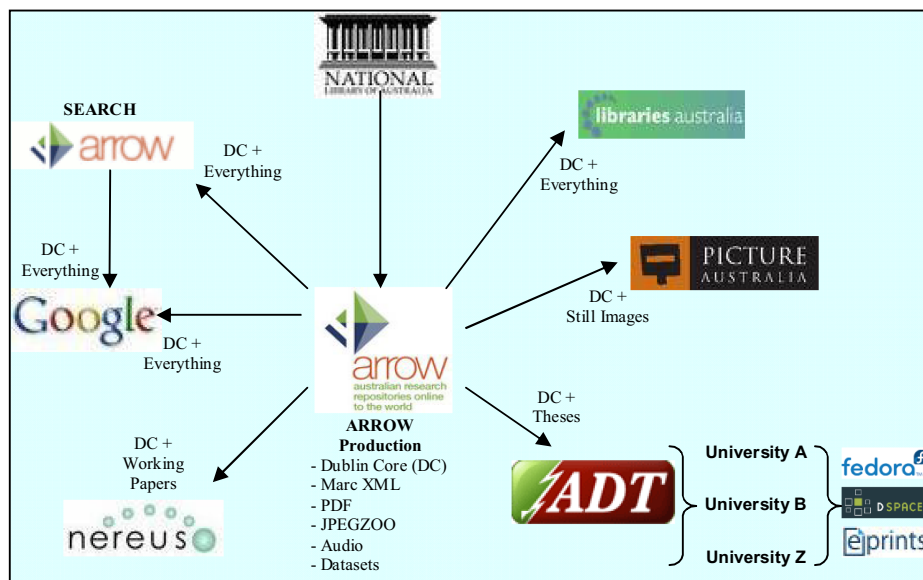 NATIONAL
LIBRARY OF AUSTRALIA
SEARCH
arrow
DC +
Everything
libraries australia
DC +
Everything
DC +
Everything
PICTURE
AUSTRALIA
Google
DC +
Everything
DC +
Still Images
arrow
australian research
repositories online
to the world
DC +
Theses
ARROW
Production
- Dublin Core (DC)
- Marc XML
- PDF
- JPEGZOO
- Audio
- Datasets
DC +
Working
Papers
nereus
ADT
University A
University B
University Z
fedora
DSPACE
eprints